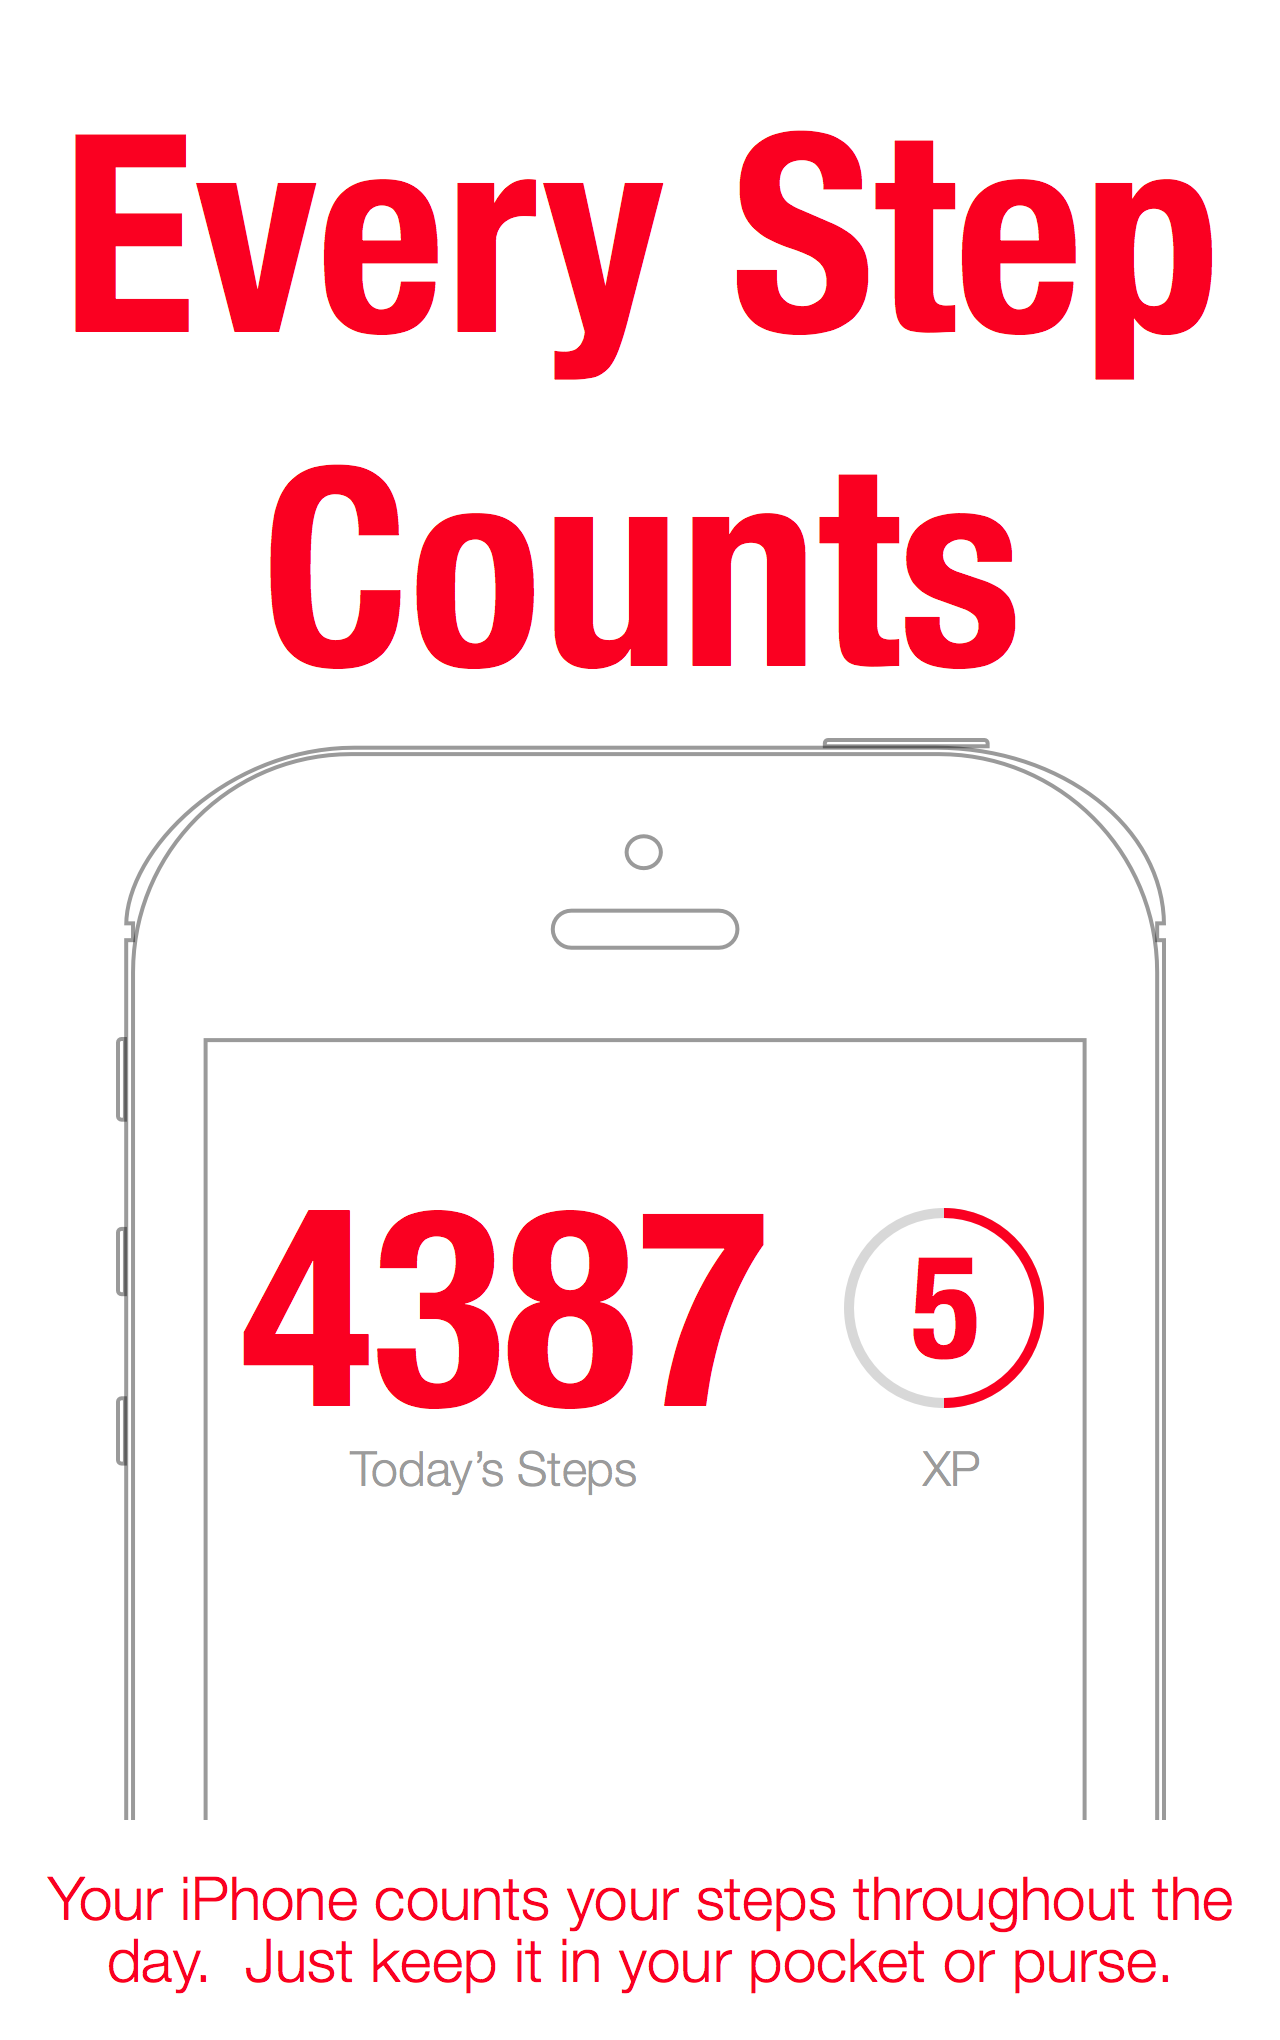 Every Step
Counts
4387
5
Today’s Steps
XP
Your iPhone counts your steps throughout the
day.  Just keep it in your pocket or purse.